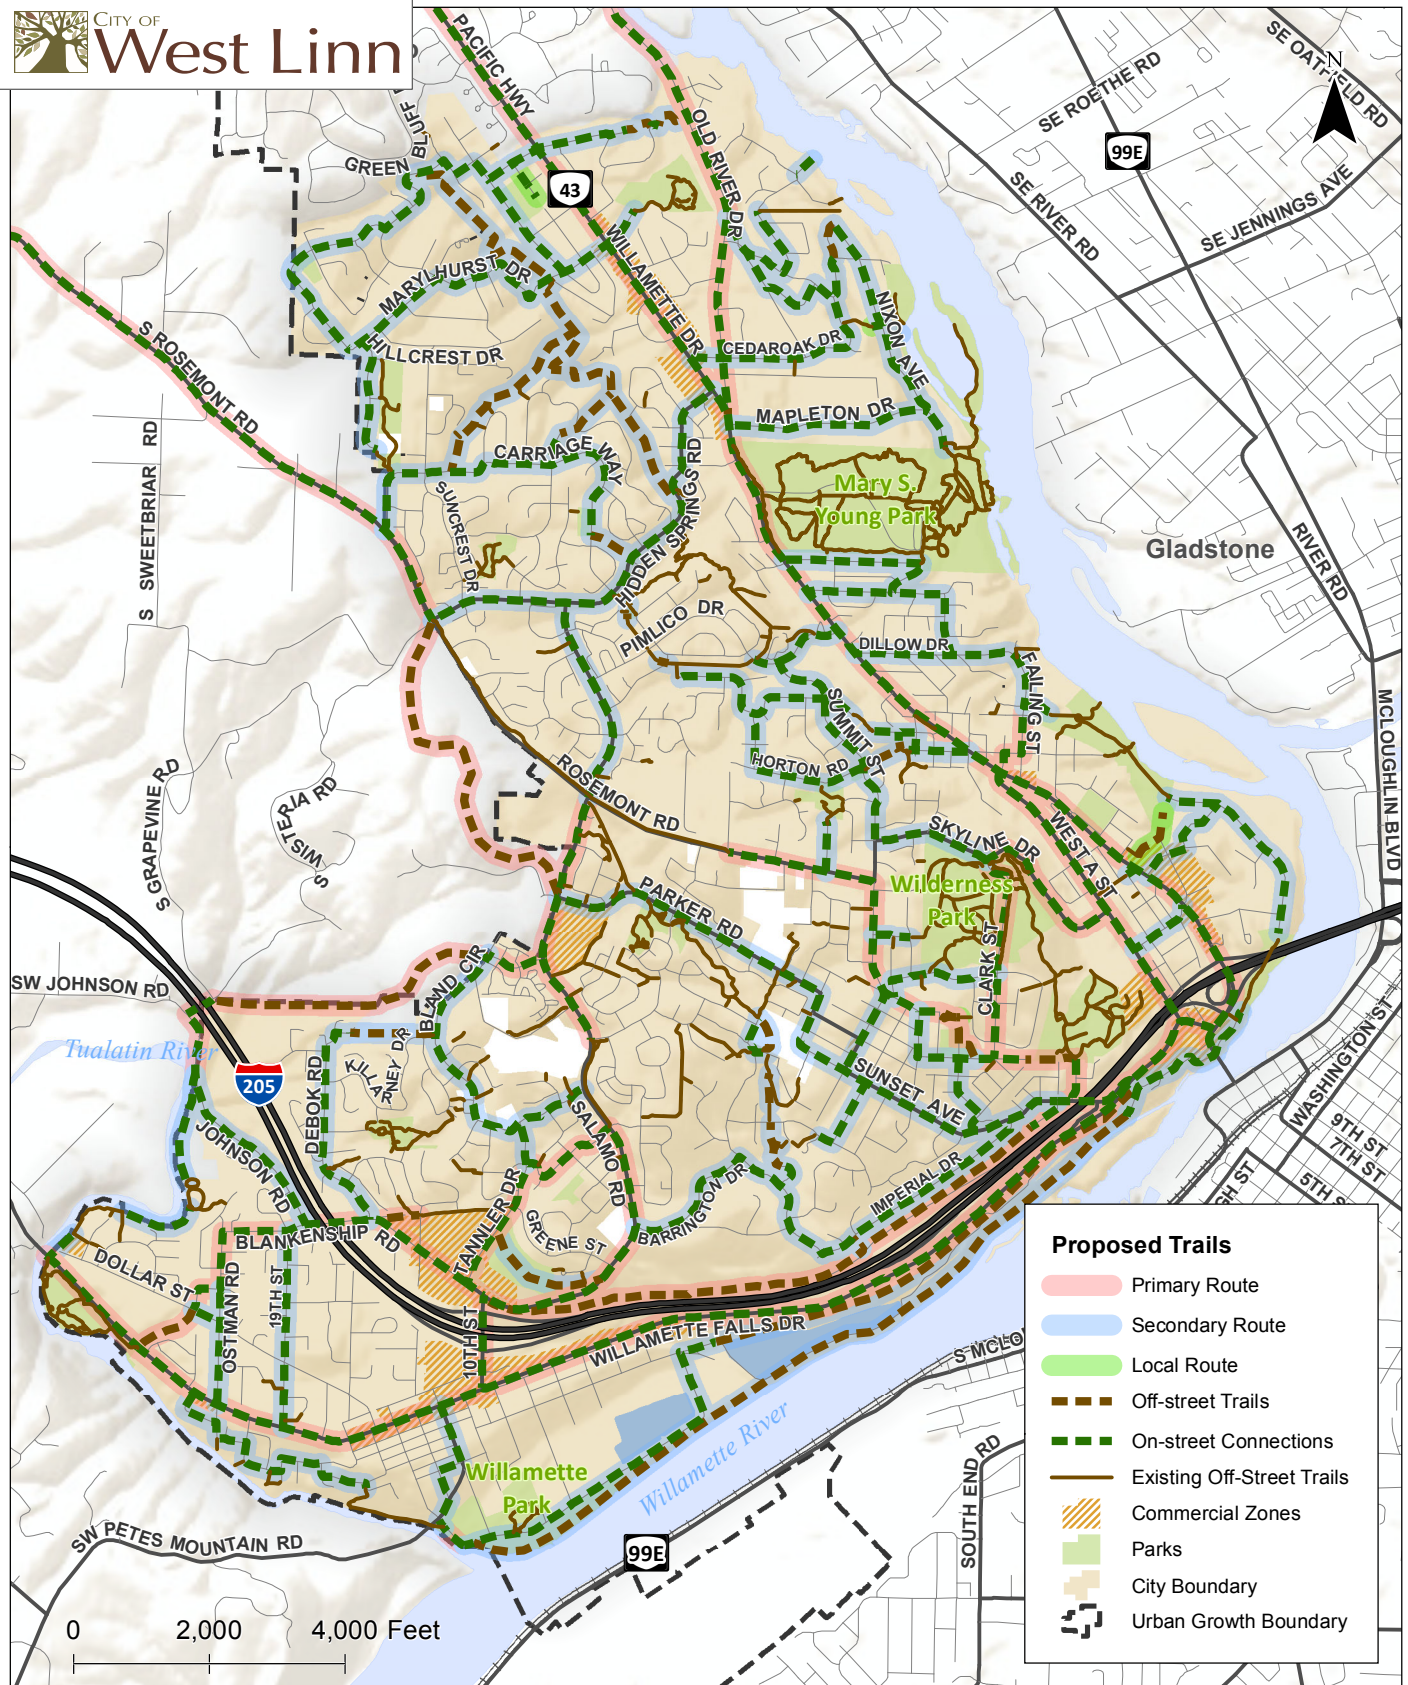 CITY OF
West Linn
PACIFIC HWY
GREEN BLUFF
43
OLD RIVER DR
SE ROETHE RD
SE OATFIELD RD
N
99E
SE RIVER RD
SE JENNINGS AVE
MARYLHURST DR
WILLAMETTE DR
NIXON AVE
CEDAROAK DR
HILLCREST DR
S ROSEMONT RD
MAPLETON DR
CARRIAGE WAY
S SWEETBRIAR RD
SUNCREST DR
HIDDEN SPRINGS RD
Mary S.
Young Park
Gladstone
RIVER RD
PIMLICO DR
DILLOW DR
FAILING ST
SUMMIT ST
HORTON RD
MCLOUGHLIN BLVD
S GRAPEVINE RD
S WISTERIA RD
ROSEMONT RD
SKYLINE DR
WEST A ST
Wilderness
Park
PARKER RD
CLARK ST
SW JOHNSON RD
BLAND CIR
Tualatin River
205
KILLARNEY DR
DEBOK RD
SUNSET AVE
WASHINGTON ST
9TH ST
7TH ST
5TH S
GH ST
JOHNSON RD
SALAMO RD
TANNLER DR
IMPERIAL DR
BARRINGTON DR
GREENE ST
BLANKENSHIP RD
DOLLAR ST
OSTMAN RD
19TH ST
10TH ST
WILLAMETTE FALLS DR
S MCLO
Willamette River
Willamette
Park
SOUTH END RD
SW PETES MOUNTAIN RD
99E
0 2,000 4,000 Feet
Proposed Trails
Primary Route
Secondary Route
Local Route
Off-street Trails
On-street Connections
Existing Off-Street Trails
Commercial Zones
Parks
City Boundary
Urban Growth Boundary